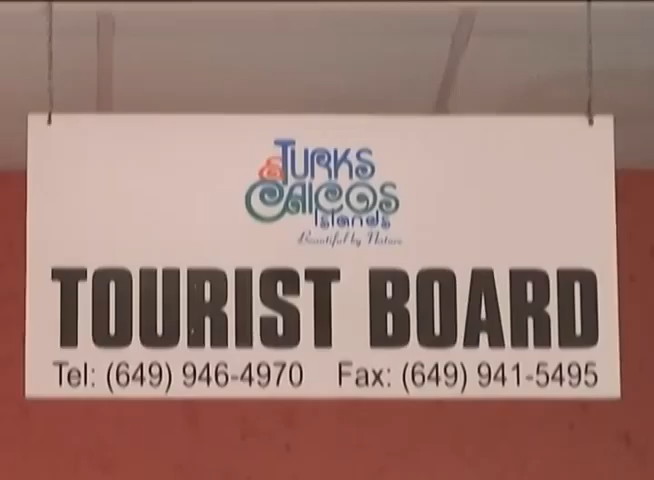 Turks
& Caicos
Islands
Beautiful by Nature
TOURIST BOARD
Tel: (649) 946-4970 Fax: (649) 941-5495